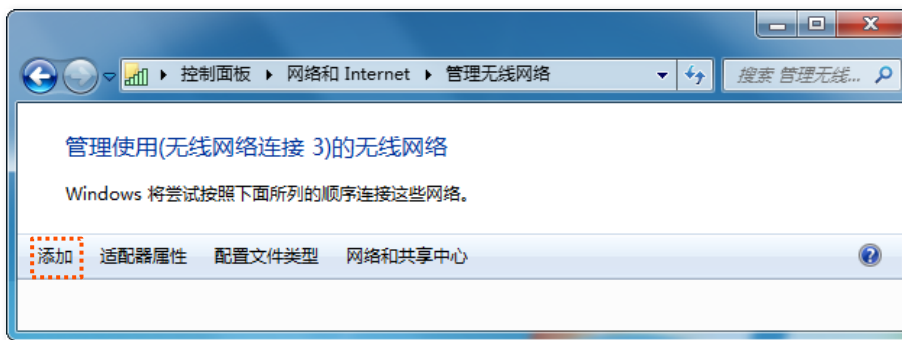 控制面板 网络和 Internet 管理无线网络 搜索 管理无线...
管理使用(无线网络连接 3)的无线网络
Windows 将尝试按照下面所列的顺序连接这些网络。
添加 适配器属性 配置文件类型 网络和共享中心